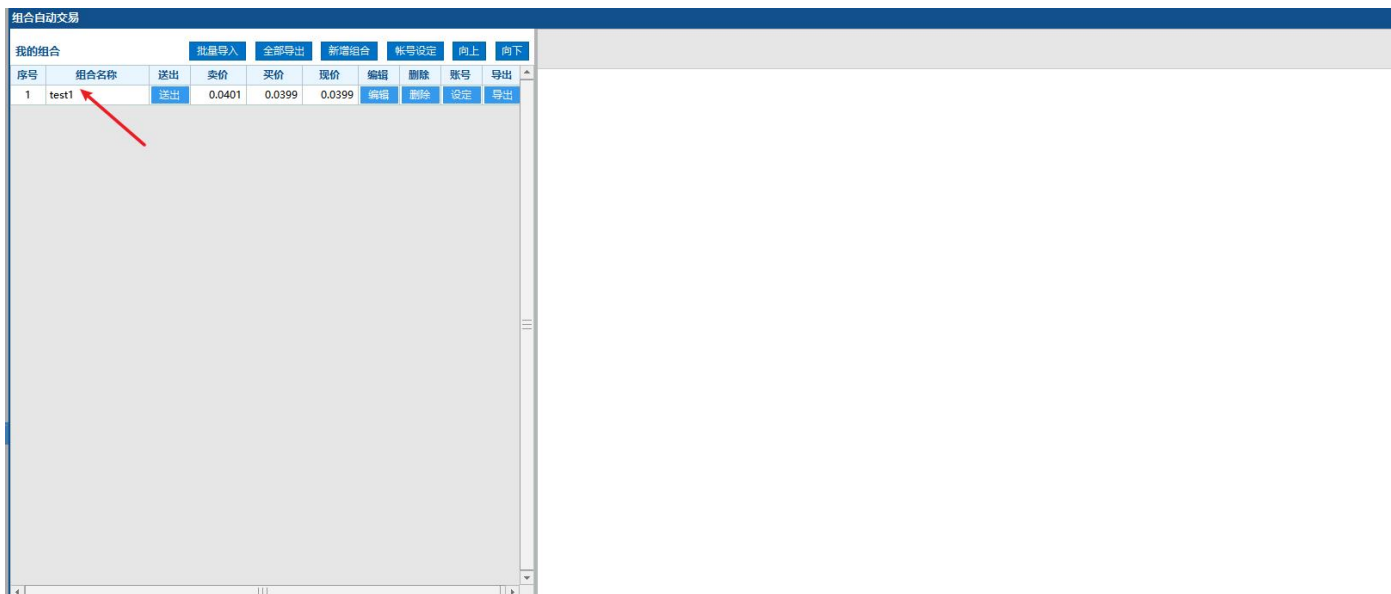 组合自动交易
我的组合 批量导入 全部导出 新增组合 帐号设定 向上 向下
序号 组合名称 送出 卖价 买价 现价 编辑 删除 账号 导出
1 test1 送出 0.0401 0.0399 0.0399 编辑 删除 设定 导出